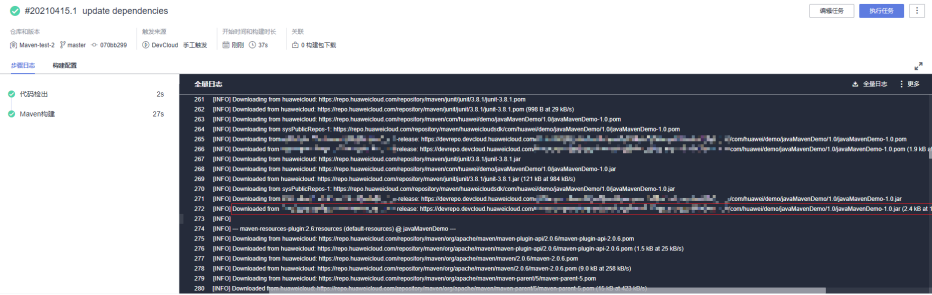 #20210415.1 update dependencies
编辑任务 执行任务
仓库和版本 触发来源 开始时间和构建时长 关联
Maven-test-2 master 070bb299 DevCloud 手工触发 刚刚 37s 0 构建包下载
步骤日志 构建配置
代码检出 2s
Maven构建 27s
全量日志 全量日志 更多
261 [INFO] Downloading from huaweicloud: https://repo.huaweicloud.com/repository/maven/junit/junit/3.8.1/junit-3.8.1.pom
262 [INFO] Downloaded from huaweicloud: https://repo.huaweicloud.com/repository/maven/junit/junit/3.8.1/junit-3.8.1.pom (998 B at 29 kB/s)
263 [INFO] Downloading from huaweicloud: https://repo.huaweicloud.com/repository/maven/com/huawei/demo/javaMavenDemo/1.0/javaMavenDemo-1.0.pom
264 [INFO] Downloading from sysPublicRepos-1: https://repo.huaweicloud.com/repository/maven/huaweicloudsdk/com/huawei/demo/javaMavenDemo/1.0/javaMavenDemo-1.0.pom
265 [INFO] Downloading from -release: https://devrepo.devcloud.huaweicloud.com/ /com/huawei/demo/javaMavenDemo/1.0/javaMavenDemo-1.0.pom
266 [INFO] Downloaded from -release: https://devrepo.devcloud.huaweicloud.com/ /com/huawei/demo/javaMavenDemo/1.0/javaMavenDemo-1.0.pom (1.9 kB a
267 [INFO] Downloading from huaweicloud: https://repo.huaweicloud.com/repository/maven/junit/junit/3.8.1/junit-3.8.1.jar
268 [INFO] Downloading from huaweicloud: https://repo.huaweicloud.com/repository/maven/com/huawei/demo/javaMavenDemo/1.0/javaMavenDemo-1.0.jar
269 [INFO] Downloaded from huaweicloud: https://repo.huaweicloud.com/repository/maven/junit/junit/3.8.1/junit-3.8.1.jar (121 kB at 984 kB/s)
270 [INFO] Downloading from sysPublicRepos-1: https://repo.huaweicloud.com/repository/maven/huaweicloudsdk/com/huawei/demo/javaMavenDemo/1.0/javaMavenDemo-1.0.jar
271 [INFO] Downloading from -release: https://devrepo.devcloud.huaweicloud.com/ /com/huawei/demo/javaMavenDemo/1.0/javaMavenDemo-1.0.jar
272 [INFO] Downloaded from release: https://devrepo.devcloud.huaweicloud.com/ /com/huawei/demo/javaMavenDemo/1.0/javaMavenDemo-1.0.jar (2.4 kB at 1
273 [INFO]
274 [INFO] --- maven-resources-plugin:2.6:resources (default-resources) @ javaMavenDemo ---
275 [INFO] Downloading from huaweicloud: https://repo.huaweicloud.com/repository/maven/org/apache/maven/maven-plugin-api/2.0.6/maven-plugin-api-2.0.6.pom
276 [INFO] Downloaded from huaweicloud: https://repo.huaweicloud.com/repository/maven/org/apache/maven/maven-plugin-api/2.0.6/maven-plugin-api-2.0.6.pom (1.5 kB at 25 kB/s)
277 [INFO] Downloading from huaweicloud: https://repo.huaweicloud.com/repository/maven/org/apache/maven/maven/2.0.6/maven-2.0.6.pom
278 [INFO] Downloaded from huaweicloud: https://repo.huaweicloud.com/repository/maven/org/apache/maven/maven/2.0.6/maven-2.0.6.pom (9.0 kB at 258 kB/s)
279 [INFO] Downloading from huaweicloud: https://repo.huaweicloud.com/repository/maven/org/apache/maven/maven-parent/5/maven-parent-5.pom
280 [INFO] Downloaded from huaweicloud: https://repo.huaweicloud.com/repository/maven/org/apache/maven/maven-parent/5/maven-parent-5.pom